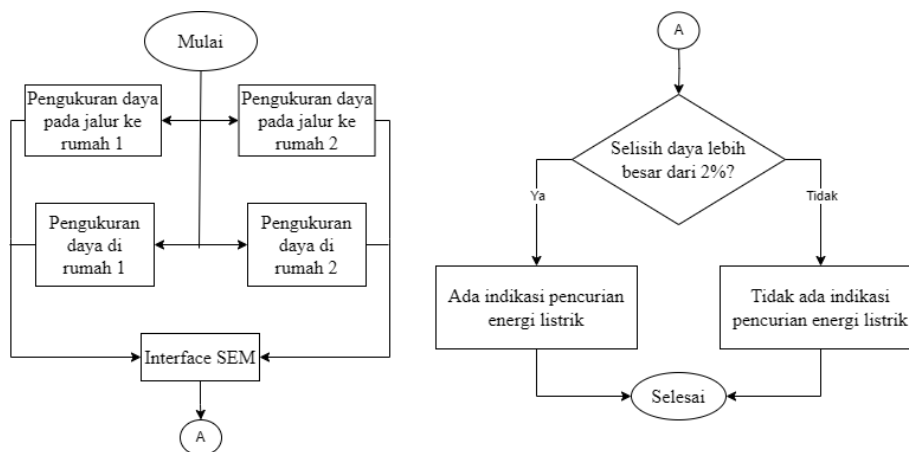 Mulai
Pengukuran daya
pada jalur ke
rumah 1
Pengukuran daya
pada jalur ke
rumah 2
Pengukuran
daya di
rumah 1
Pengukuran
daya di
rumah 2
Interface SEM
A
A
Selisih daya lebih
besar dari 2%?
Ya
Tidak
Ada indikasi pencurian
energi listrik
Tidak ada indikasi
pencurian energi listrik
Selesai